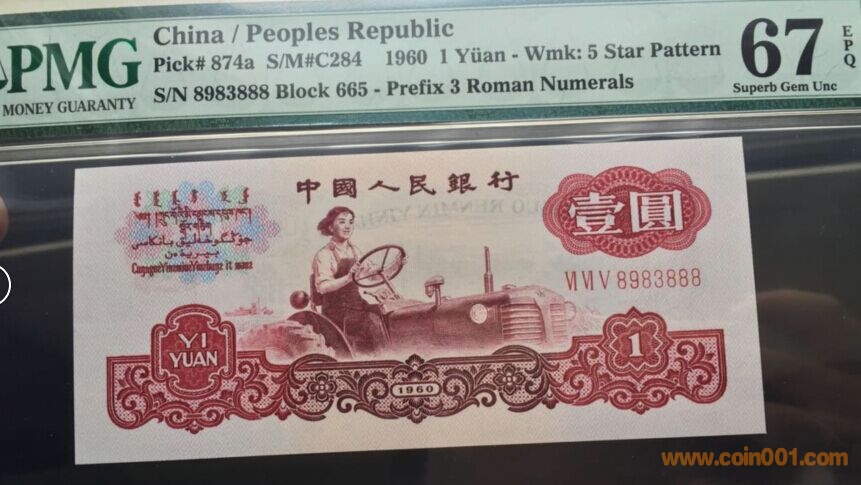 PMG
MONEY GUARANTY
China / Peoples Republic
Pick# 874a S/M#C284 1960 1 Yüan - Wmk: 5 Star Pattern
S/N 8983888 Block 665 - Prefix 3 Roman Numerals
67
EPQ
Superb Gem Unc
中國人民銀行
壹圓
VI VI V 8983888
YI
YUAN
1
1960
www.coin001.com